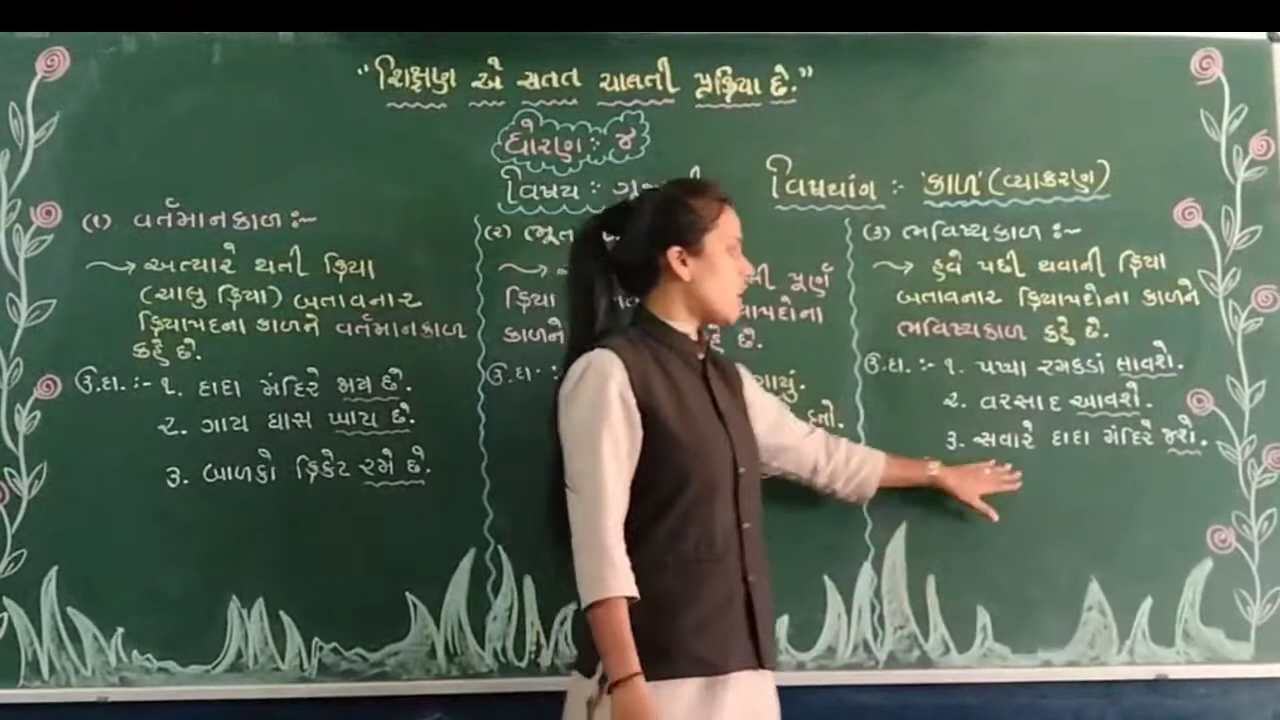 "શિક્ષણ એ સતત ચાલતી પ્રક્રિયા છે."
ધોરણ :- ૪
વિષય :-
વિષયાંગ :- 'કાળ' (વ્યાકરણ)
(૧) વર્તમાનકાળ :-
→ અત્યારે થતી ક્રિયા
(ચાલુ ક્રિયા) બતાવનાર
ક્રિયાપદના કાળને વર્તમાનકાળ
કહે છે.
ઉ.દા. :- ૧. દાદા મંદિરે જાય છે.
૨. ગાય ઘાસ ખાય છે.
૩. બાળકો ક્રિકેટ રમે છે.
(૨) ભૂત
→ પૂર્ણ
ક્રિયા
કાળને છે.
ઉ.દા. :-
(૩) ભવિષ્યકાળ :-
→ હવે પછી થવાની ક્રિયા
બતાવનાર ક્રિયાપદોના કાળને
ભવિષ્યકાળ કહે છે.
ઉ.દા. :- ૧. પપ્પા રમકડાં લાવશે.
૨. વરસાદ આવશે.
૩. સવારે દાદા મંદિરે જશે.